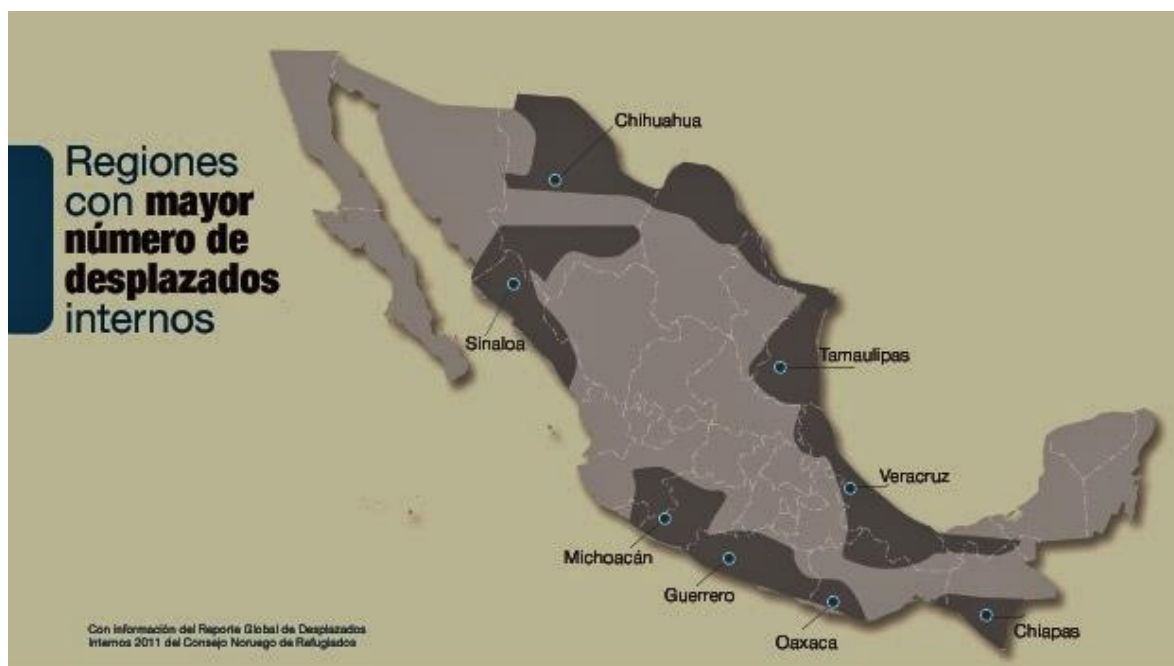 Regiones
con mayor
número de
desplazados
internos
Chihuahua
Sinaloa
Tamaulipas
Veracruz
Michoacán
Guerrero
Oaxaca
Chiapas
Con información del Reporte Global de Desplazados
Internos 2011 del Consejo Noruego de Refugiados